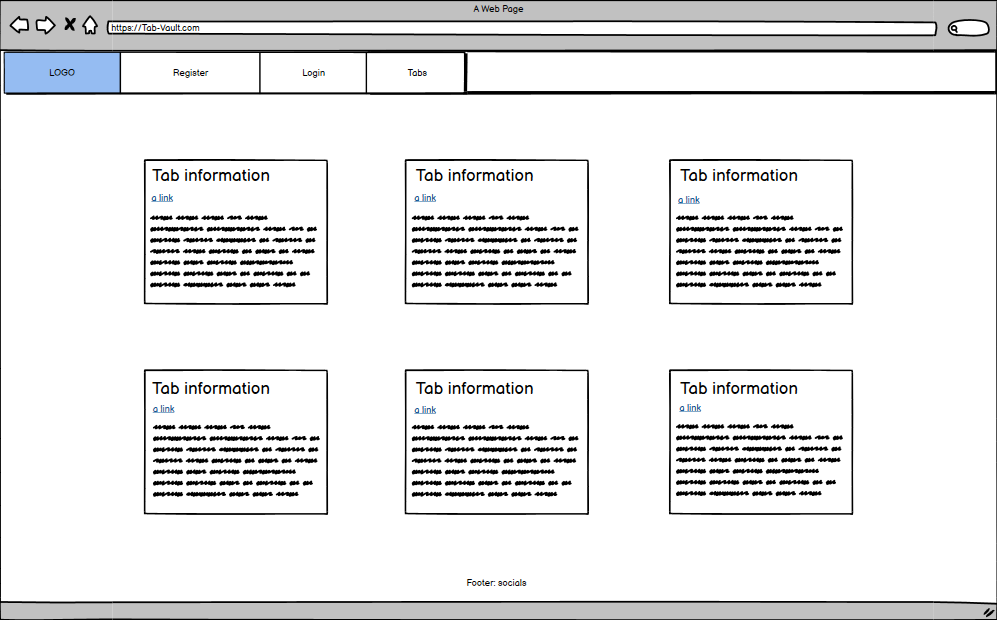 A Web Page
https://Tab-Vault.com
LOGO Register Login Tabs
Tab information Tab information Tab information
a link a link a link
Tab information Tab information Tab information
a link a link a link
Footer: socials